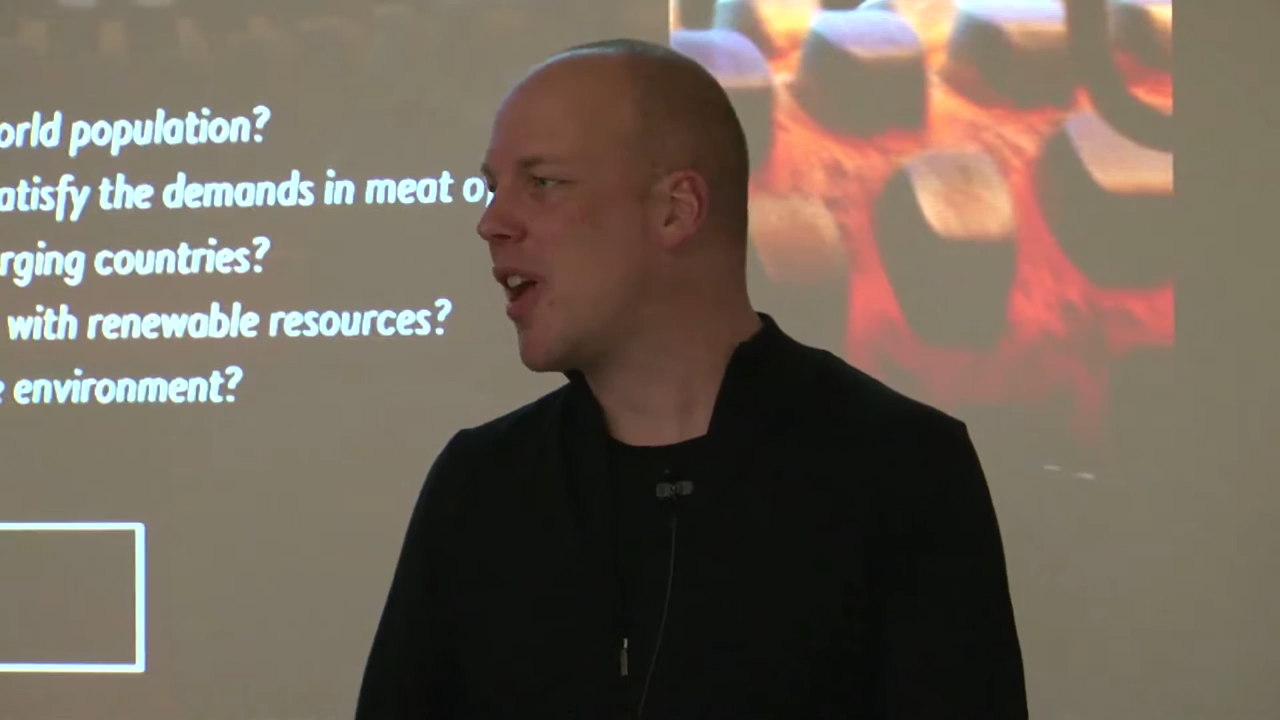 orld population?
atisfy the demands in meat o
rging countries?
with renewable resources?
environment?